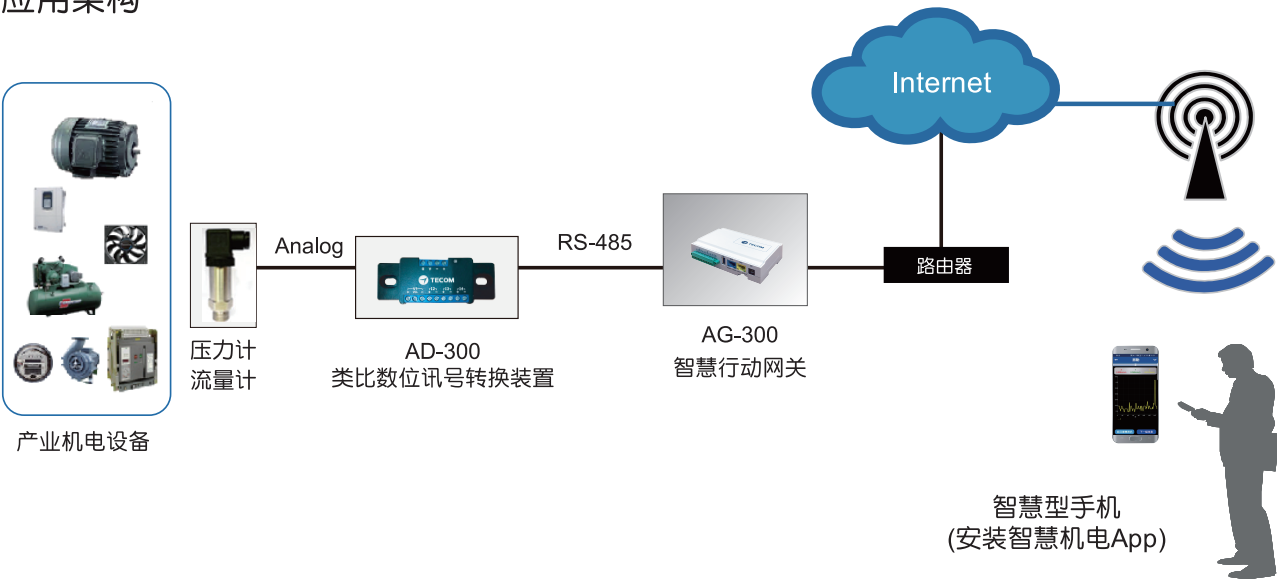 应用架构
Internet
Analog
RS-485
TECOM
TECOM
路由器
压力计
流量计
AD-300
类比数位讯号转换装置
AG-300
智慧行动网关
产业机电设备
智慧型手机
(安装智慧机电App)